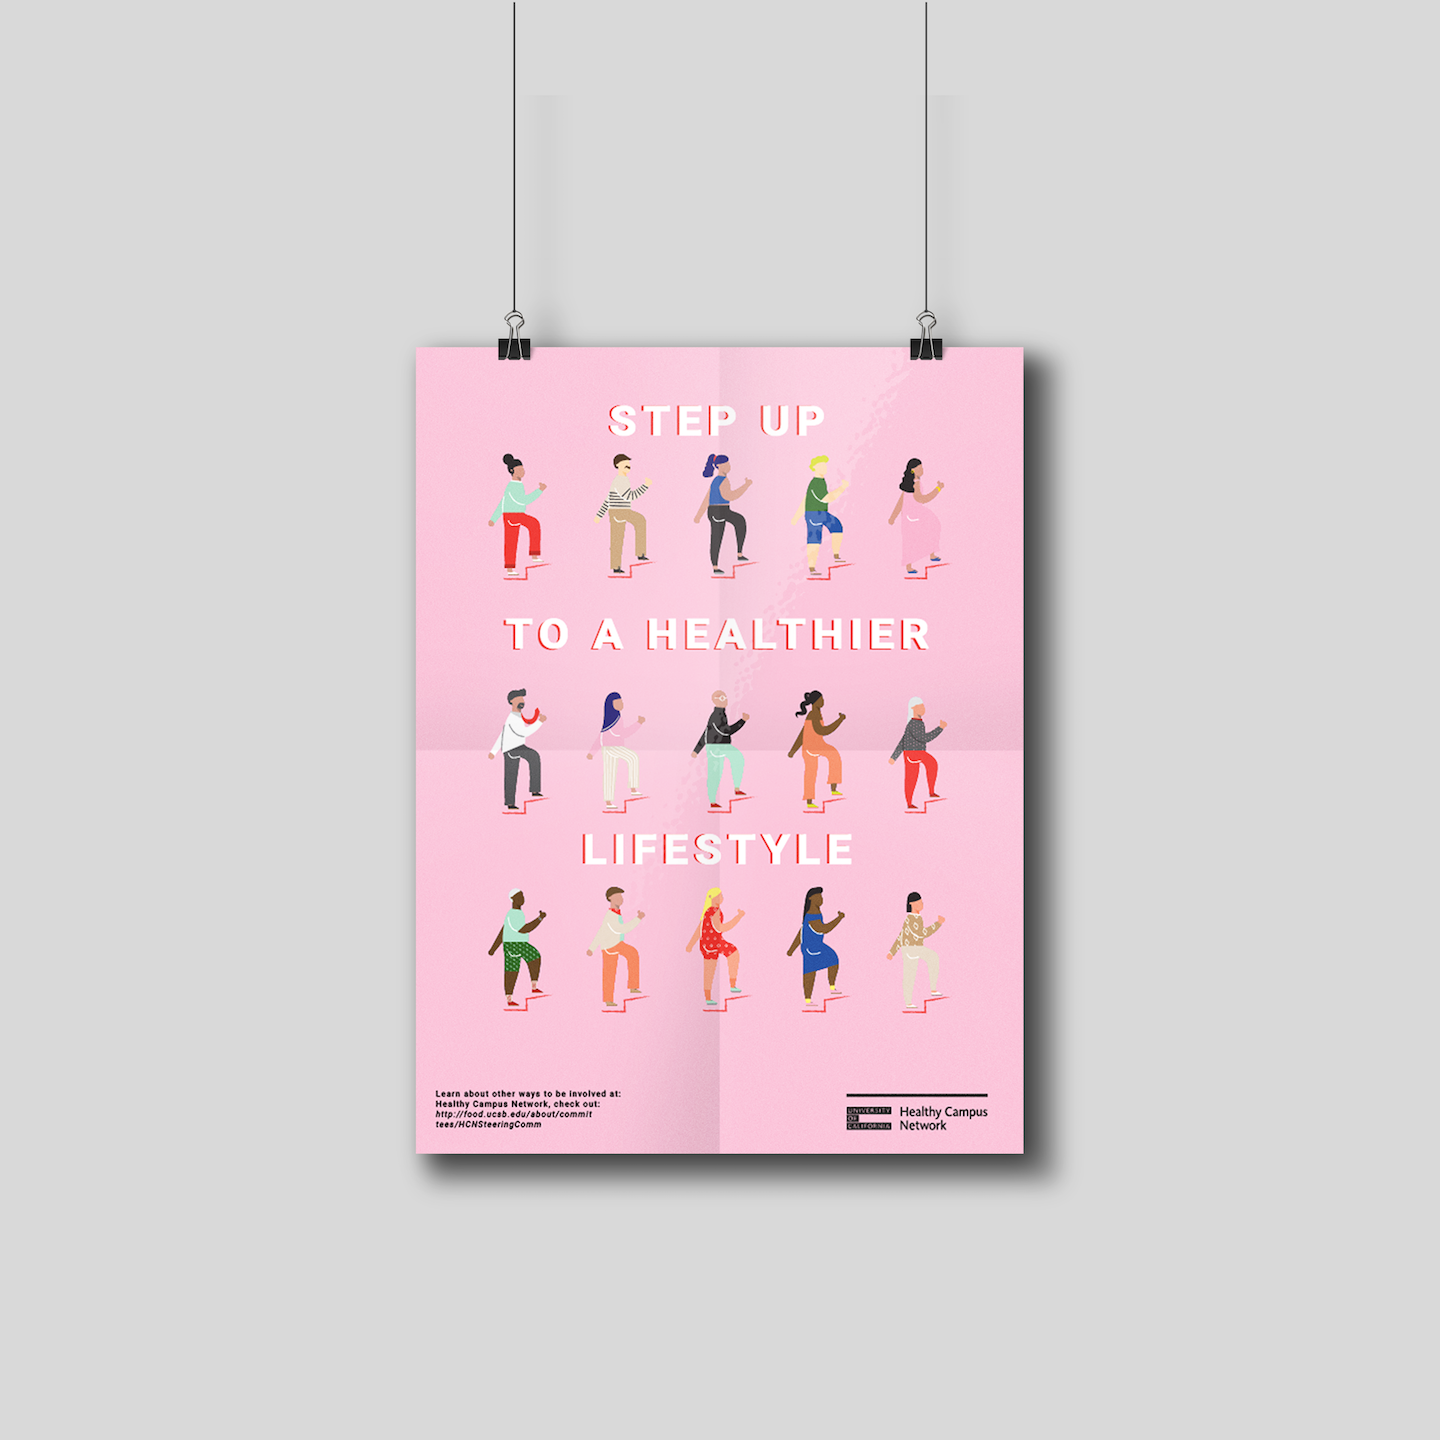 STEP UP
TO A HEALTHIER
LIFESTYLE
Learn about other ways to be involved at:
Healthy Campus Network, check out:
http://food.ucsb.edu/about/commit
tees/HCNSteeringComm
UNIVERSITY
OF
CALIFORNIA
Healthy Campus
Network